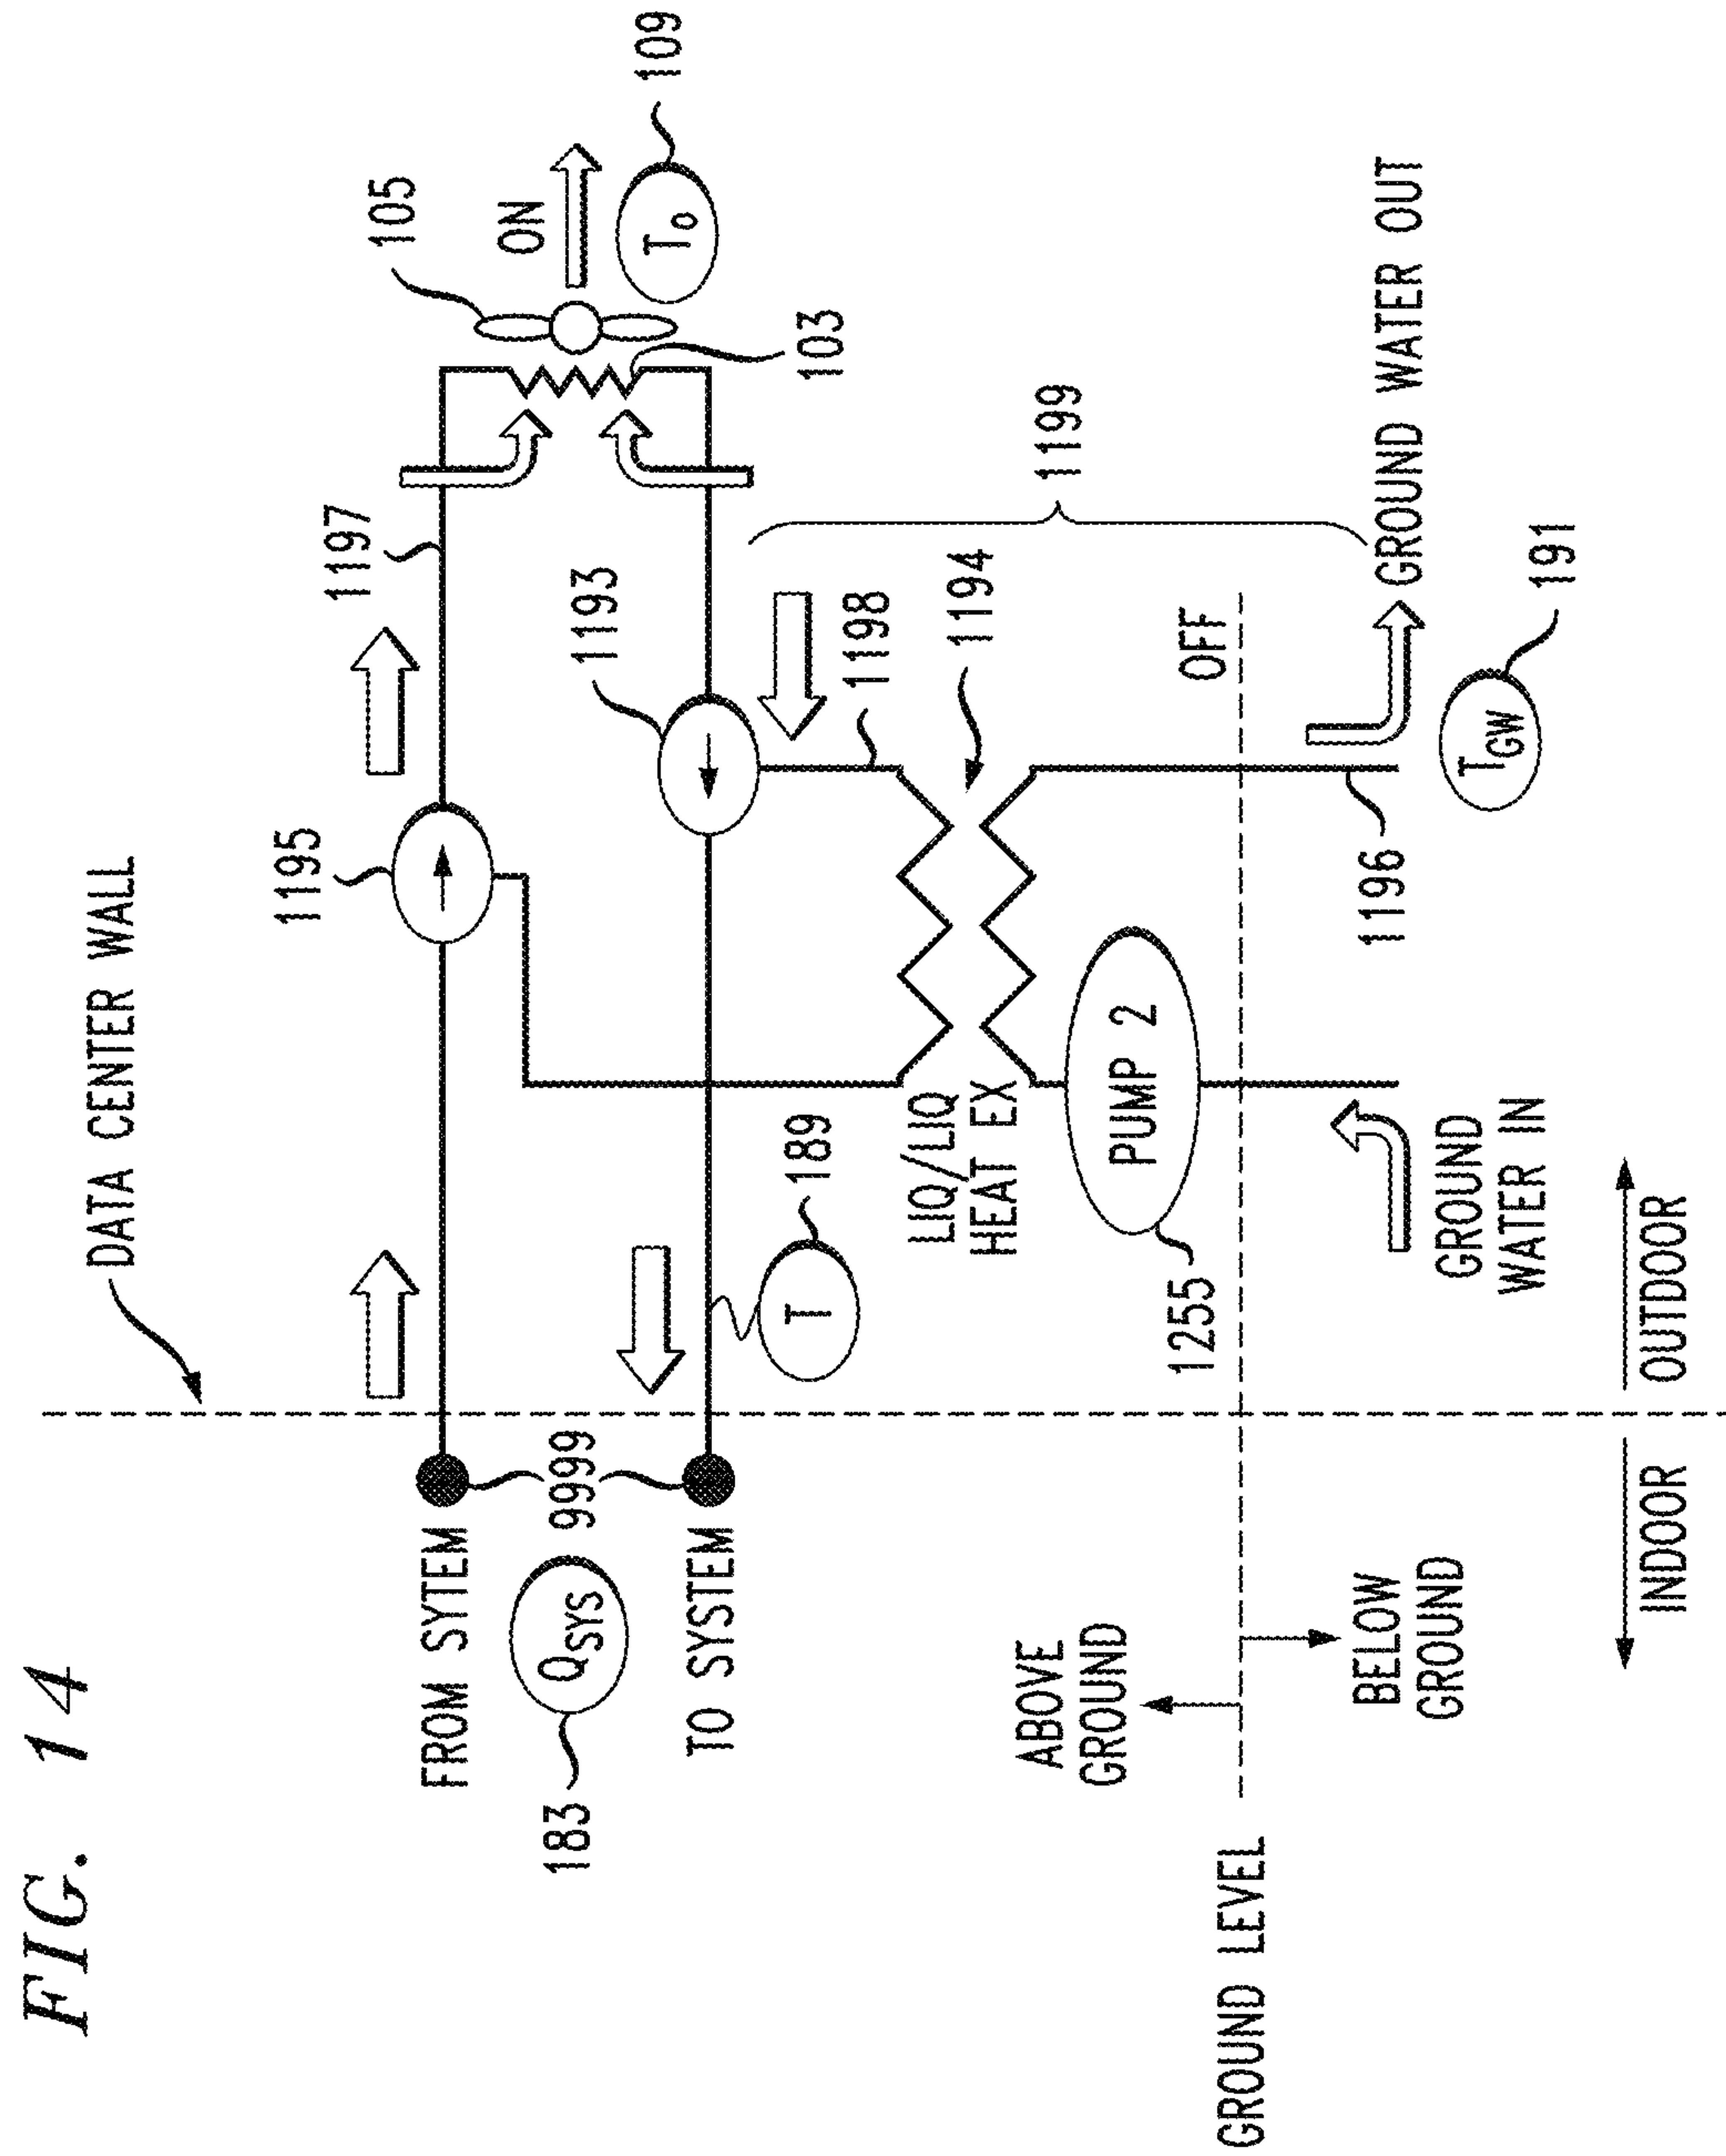 FIG. 14
DATA CENTER WALL
1195
1197
105
ON
109
T0
103
FROM SYTEM
9999
183
QSYS
TO SYSTEM
189
T
1193
1198
1194
1199
LIQ/LIQ
HEAT EX
PUMP 2
1255
OFF
ABOVE
GROUND
GROUND LEVEL
BELOW
GROUND
GROUND
WATER IN
1196
GROUND WATER OUT
TGW
191
INDOOR
OUTDOOR